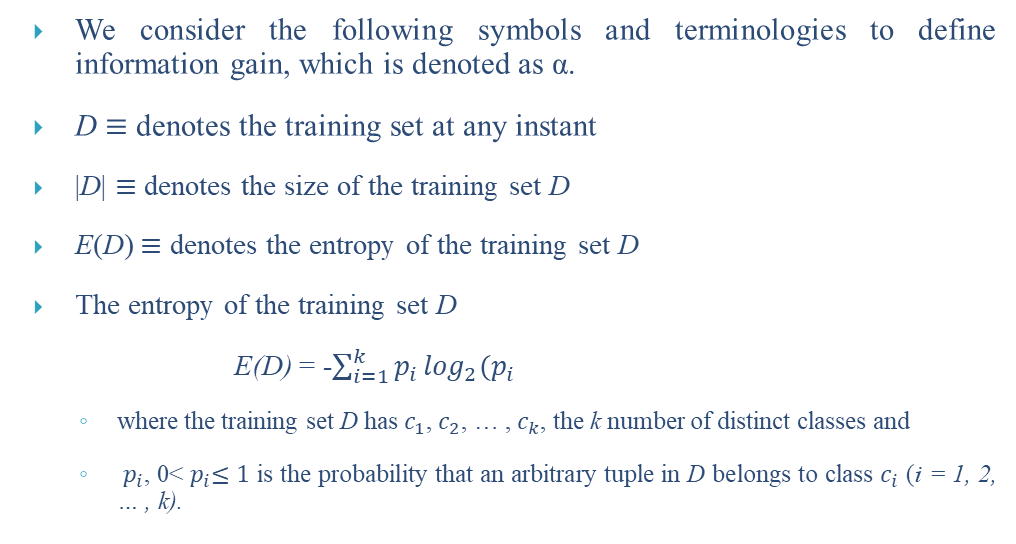 We consider the following symbols and terminologies to define
information gain, which is denoted as α.
D ≡ denotes the training set at any instant
|D| ≡ denotes the size of the training set D
E(D) ≡ denotes the entropy of the training set D
The entropy of the training set D
E(D) = -∑ᵏᵢ₌₁ pᵢ log₂(pᵢ
where the training set D has c₁, c₂, … , cₖ, the k number of distinct classes and
pᵢ, 0< pᵢ≤ 1 is the probability that an arbitrary tuple in D belongs to class cᵢ (i = 1, 2,
… , k).